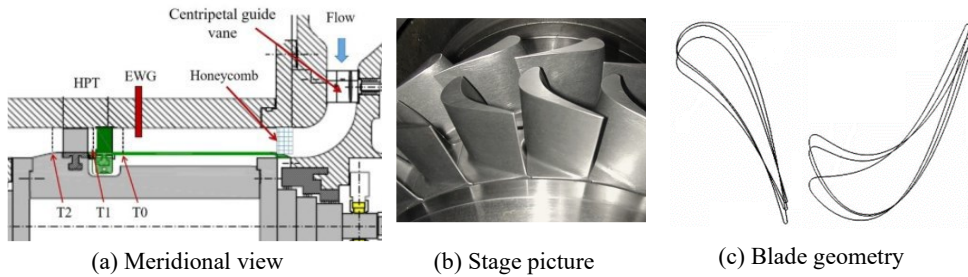 Centripetal guide
vane
Flow
HPT
EWG
Honeycomb
T2
T1
T0
(a) Meridional view
(b) Stage picture
(c) Blade geometry